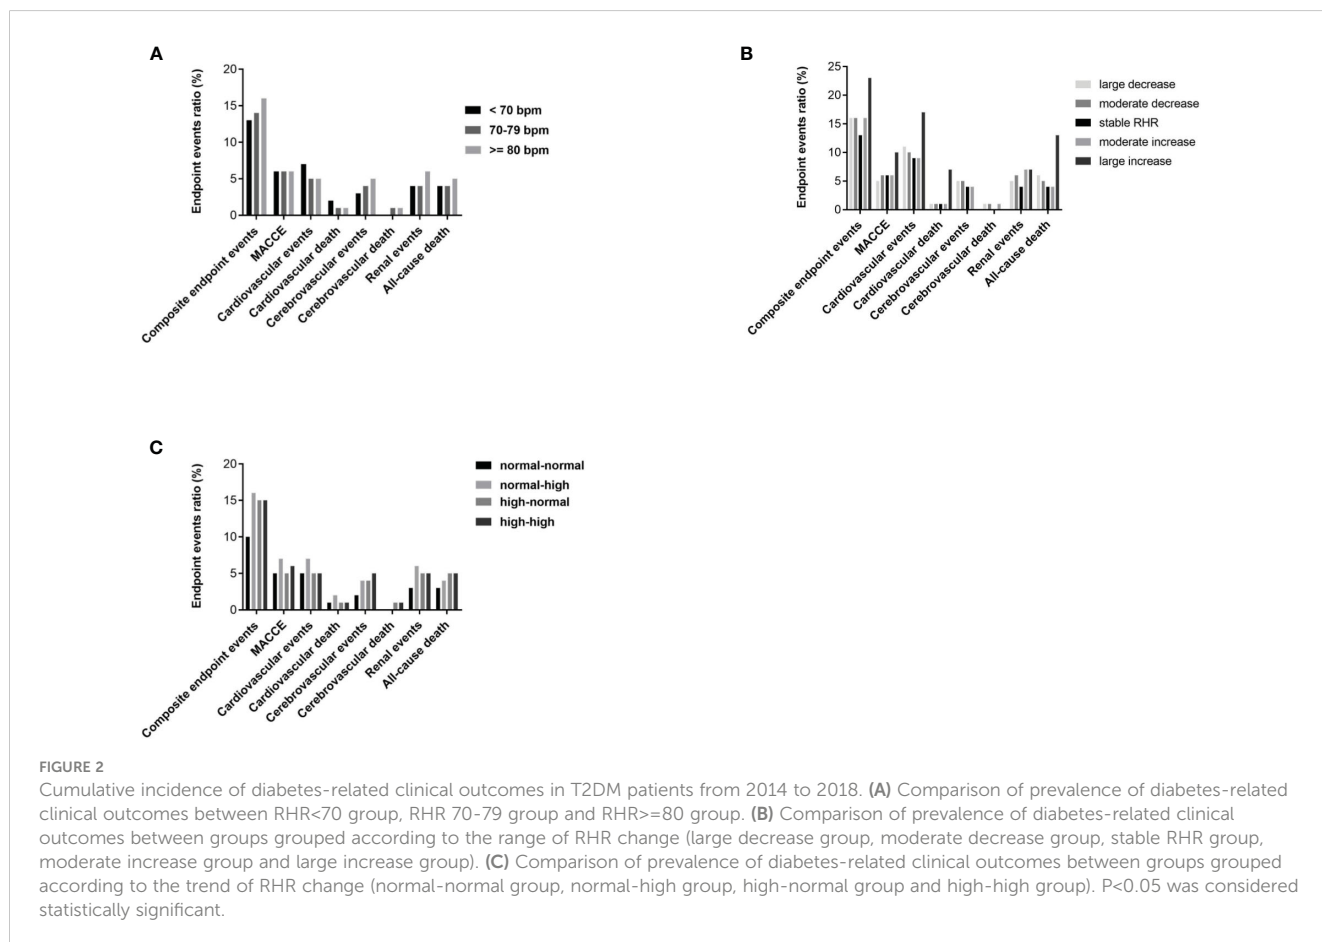 A
Endpoint events ratio (%)
20
15
10
5
0
Composite endpoint events
MACCE
Cardiovascular events
Cardiovascular death
Cerebrovascular events
Cerebrovascular death
Renal events
All-cause death
< 70 bpm
70-79 bpm
>= 80 bpm
B
Endpoint events ratio (%)
25
20
15
10
5
0
Composite endpoint events
MACCE
Cardiovascular events
Cardiovascular death
Cerebrovascular events
Cerebrovascular death
Renal events
All-cause death
large decrease
moderate decrease
stable RHR
moderate increase
large increase
C
Endpoint events ratio (%)
20
15
10
5
0
Composite endpoint events
MACCE
Cardiovascular events
Cardiovascular death
Cerebrovascular events
Cerebrovascular death
Renal events
All-cause death
normal-normal
normal-high
high-normal
high-high
FIGURE 2
Cumulative incidence of diabetes-related clinical outcomes in T2DM patients from 2014 to 2018. (A) Comparison of prevalence of diabetes-related
clinical outcomes between RHR<70 group, RHR 70-79 group and RHR>=80 group. (B) Comparison of prevalence of diabetes-related clinical
outcomes between groups grouped according to the range of RHR change (large decrease group, moderate decrease group, stable RHR group,
moderate increase group and large increase group). (C) Comparison of prevalence of diabetes-related clinical outcomes between groups grouped
according to the trend of RHR change (normal-normal group, normal-high group, high-normal group and high-high group). P<0.05 was considered
statistically significant.